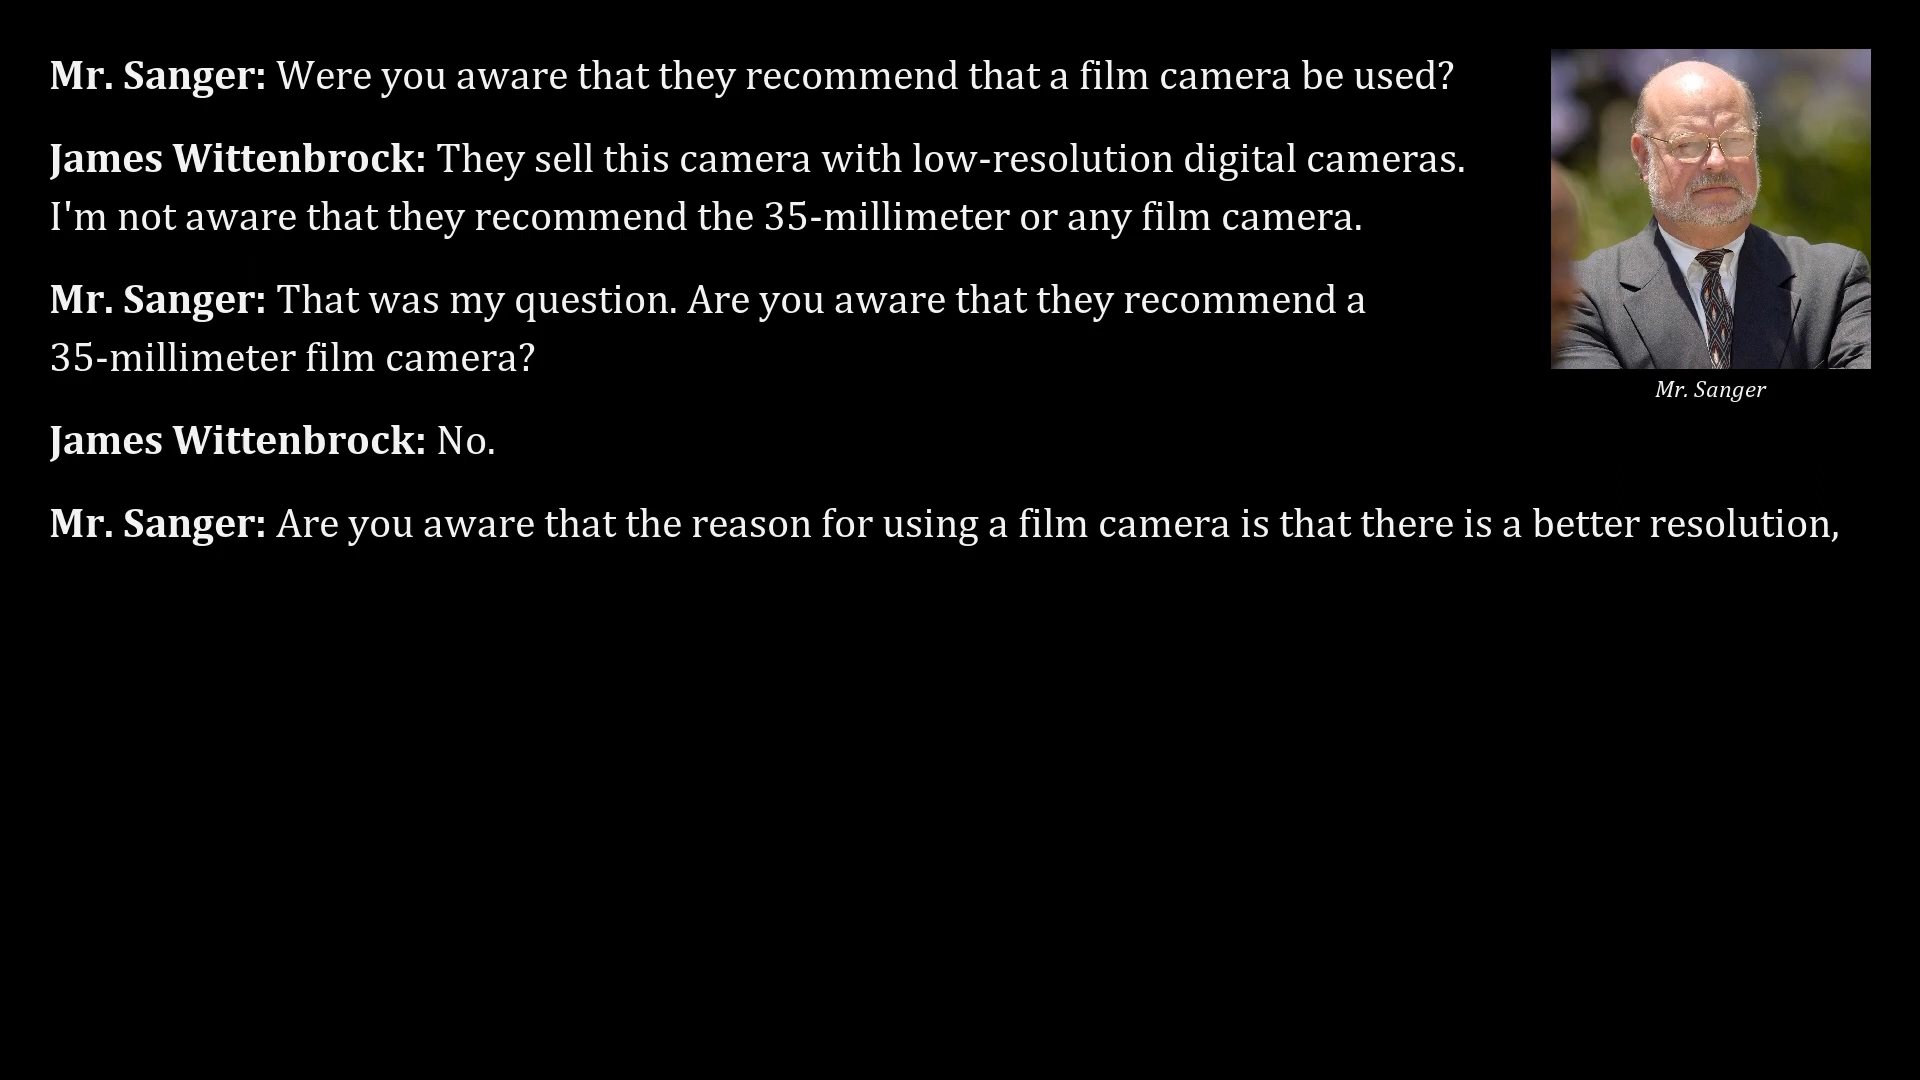 Mr. Sanger: Were you aware that they recommend that a film camera be used?
James Wittenbrock: They sell this camera with low-resolution digital cameras.
I'm not aware that they recommend the 35-millimeter or any film camera.
Mr. Sanger: That was my question. Are you aware that they recommend a
35-millimeter film camera?
Mr. Sanger
James Wittenbrock: No.
Mr. Sanger: Are you aware that the reason for using a film camera is that there is a better resolution,